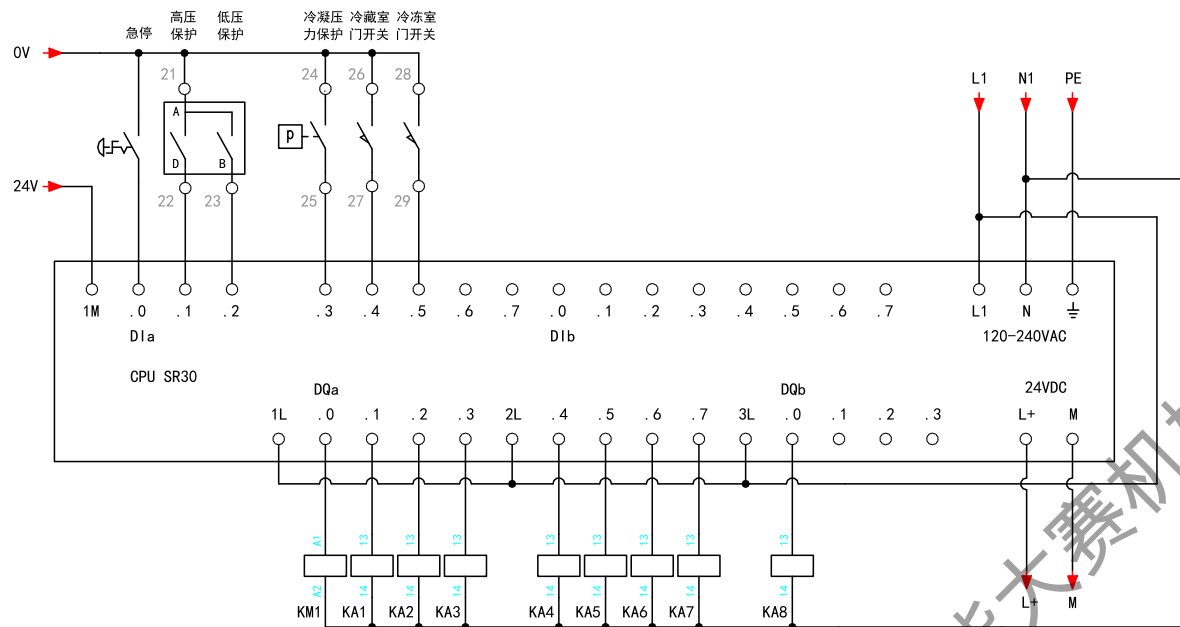 高压 低压 冷凝压 冷藏室 冷冻室
急停 保护 保护 力保护 门开关 门开关
0V
21 24 26 28
L1 N1 PE
A
P
D B
24V
22 23 25 27 29
1M .0 .1 .2 .3 .4 .5 .6 .7 .0 .1 .2 .3 .4 .5 .6 .7 L1 N
DIa DIb 120-240VAC
CPU SR30
DQa DQb 24VDC
1L .0 .1 .2 .3 2L .4 .5 .6 .7 3L .0 .1 .2 .3 L+ M
A1 13 13 13 13 13 13 13 13
A2 14 14 14 14 14 14 14 14
KM1 KA1 KA2 KA3 KA4 KA5 KA6 KA7 KA8
L+ M
大赛机